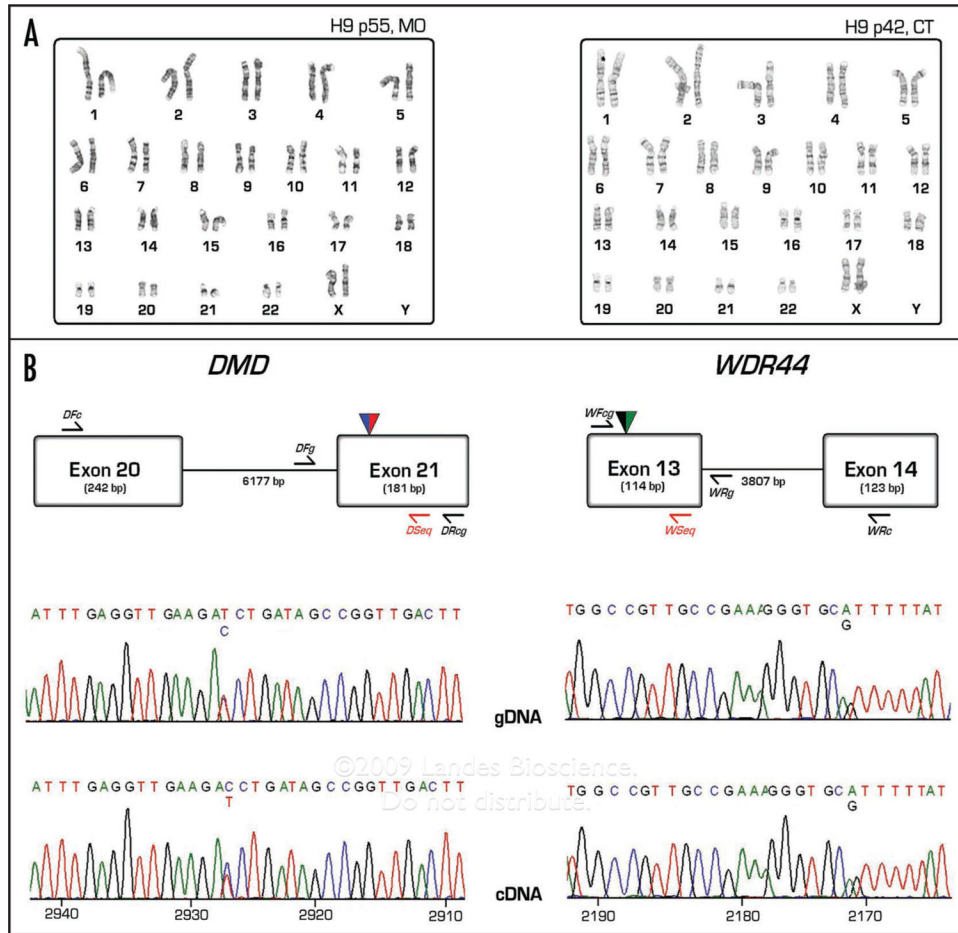 A
H9 p55, MO
H9 p42, CT
1 2 3 4 5
1 2 3 4 5
6 7 8 9 10 11 12
6 7 8 9 10 11 12
13 14 15 16 17 18
13 14 15 16 17 18
19 20 21 22 X Y
19 20 21 22 X Y
B
DMD
WDR44
DFc
Exon 20
(242 bp)
DFg
6177 bp
Exon 21
(181 bp)
DSeq
DRcg
WFcg
Exon 13
(114 bp)
WRg
3807 bp
Exon 14
(123 bp)
WSeq
WRc
ATTTGAGGTTGAAGATCTGATAGCCGGTTGACTT
C
TGGCCGTTGCCGAAAGGGTGCATTTTTAT
G
gDNA
©2009 Landes Bioscience.
Do not distribute.
ATTTGAGGTTGAAGACCTGATAGCCGGTTGACTT
T
TGGCCGTTGCCGAAAGGGTGCATTTTTAT
G
cDNA
2940 2930 2920 2910
2190 2180 2170